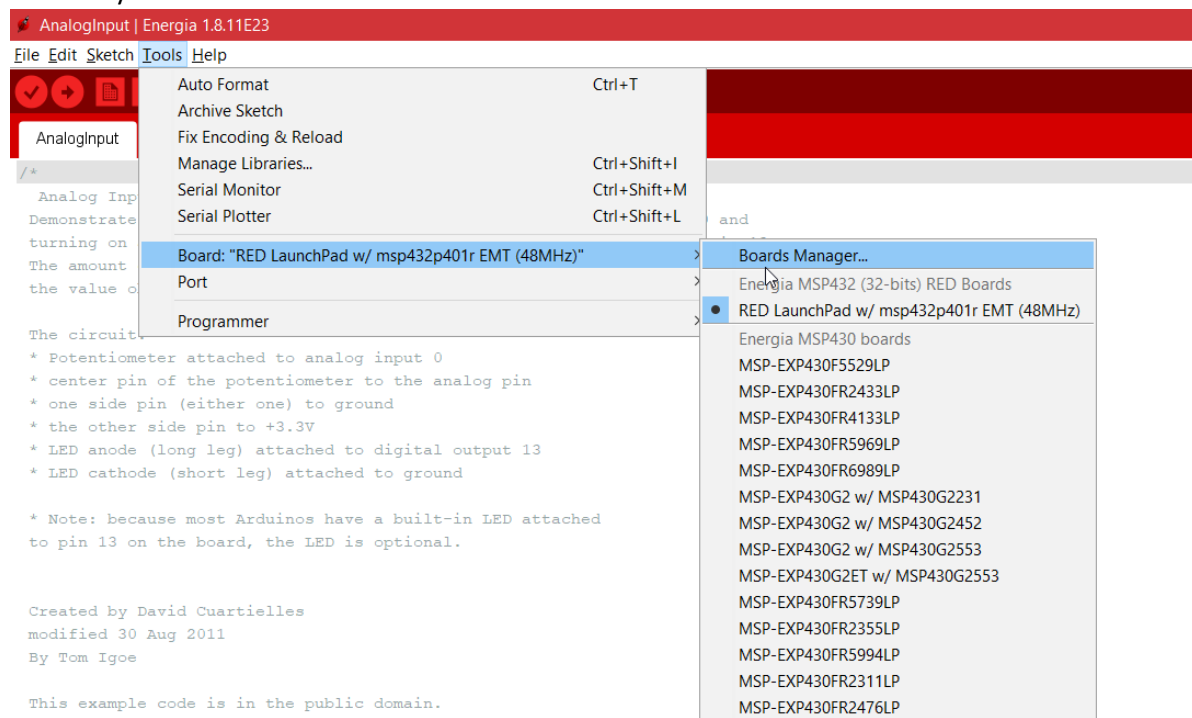 AnalogInput | Energia 1.8.11E23
File Edit Sketch Tools Help
AnalogInput
Auto Format Ctrl+T
Archive Sketch
Fix Encoding & Reload
Manage Libraries... Ctrl+Shift+I
Serial Monitor Ctrl+Shift+M
Serial Plotter Ctrl+Shift+L
Board: "RED LaunchPad w/ msp432p401r EMT (48MHz)"
Port
Programmer
Boards Manager...
Energia MSP432 (32-bits) RED Boards
RED LaunchPad w/ msp432p401r EMT (48MHz)
Energia MSP430 boards
MSP-EXP430F5529LP
MSP-EXP430FR2433LP
MSP-EXP430FR4133LP
MSP-EXP430FR5969LP
MSP-EXP430FR6989LP
MSP-EXP430G2 w/ MSP430G2231
MSP-EXP430G2 w/ MSP430G2452
MSP-EXP430G2 w/ MSP430G2553
MSP-EXP430G2ET w/ MSP430G2553
MSP-EXP430FR5739LP
MSP-EXP430FR2355LP
MSP-EXP430FR5994LP
MSP-EXP430FR2311LP
MSP-EXP430FR2476LP
/*
Analog Inp
Demonstrate and
turning on
The amount
the value o
The circuit:
* Potentiometer attached to analog input 0
* center pin of the potentiometer to the analog pin
* one side pin (either one) to ground
* the other side pin to +3.3V
* LED anode (long leg) attached to digital output 13
* LED cathode (short leg) attached to ground
* Note: because most Arduinos have a built-in LED attached
to pin 13 on the board, the LED is optional.
Created by David Cuartielles
modified 30 Aug 2011
By Tom Igoe
This example code is in the public domain.